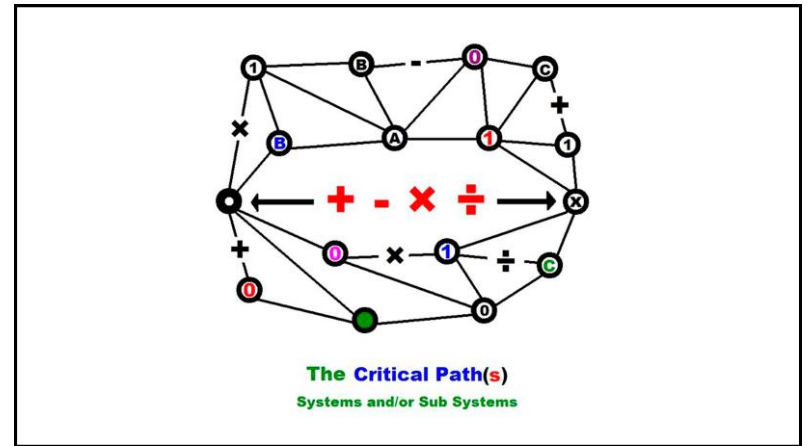 1 B - 0 C
× +
B A 1 1
+ - × ÷ X
+ 0 × 1 ÷ C
0 0
The Critical Path(s)
Systems and/or Sub Systems